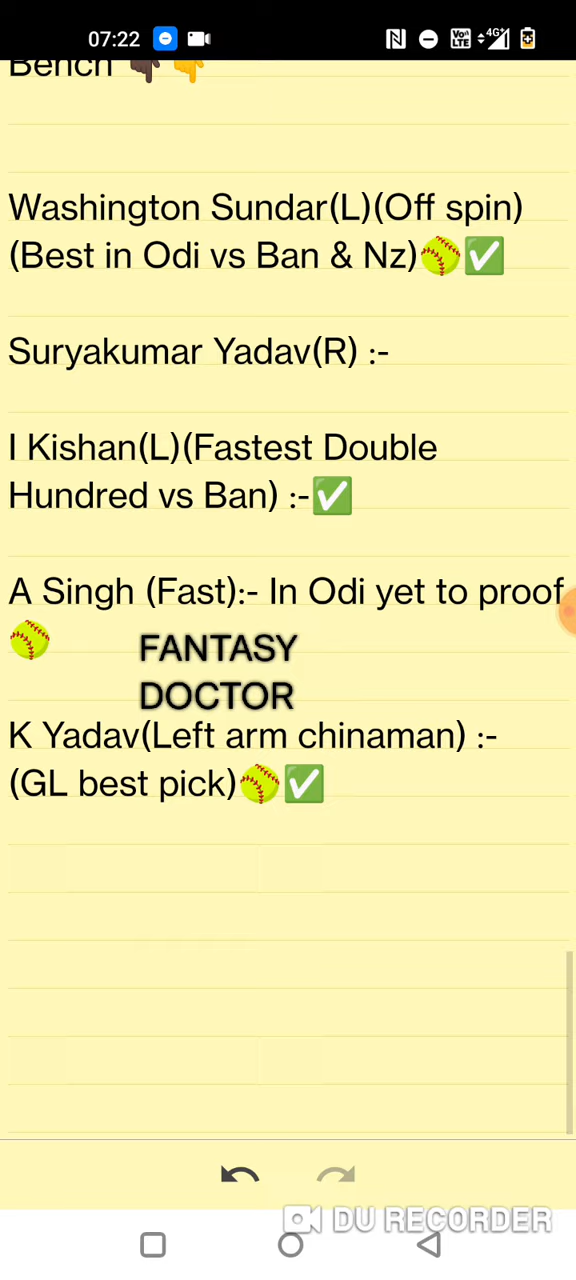 07:22
VoLTE 4G+
Bench 👇🏿👇
Washington Sundar(L)(Off spin)
(Best in Odi vs Ban & Nz)🥎✅
Suryakumar Yadav(R) :-
I Kishan(L)(Fastest Double
Hundred vs Ban) :-✅
A Singh (Fast):- In Odi yet to proof
🥎
FANTASY
DOCTOR
K Yadav(Left arm chinaman) :-
(GL best pick)🥎✅
DU RECORDER